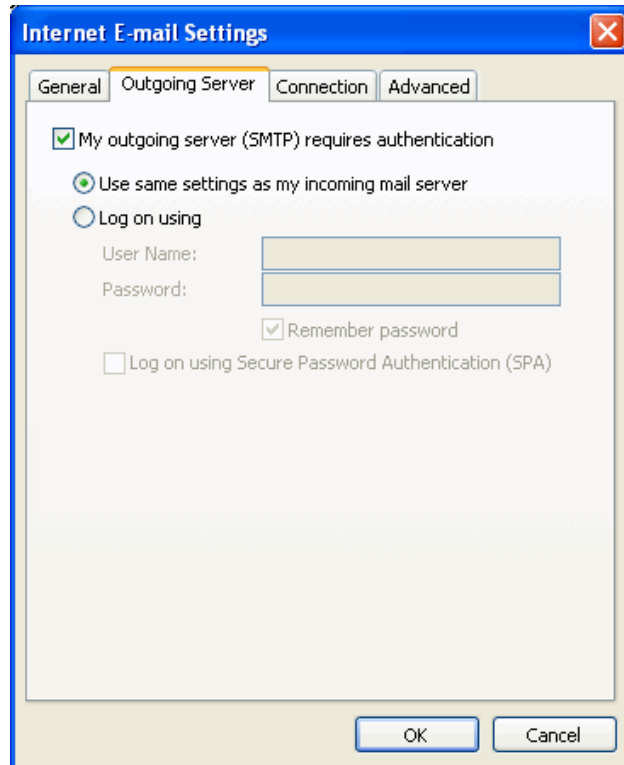 Internet E-mail Settings
General Outgoing Server Connection Advanced
My outgoing server (SMTP) requires authentication
Use same settings as my incoming mail server
Log on using
User Name:
Password:
Remember password
Log on using Secure Password Authentication (SPA)
OK Cancel